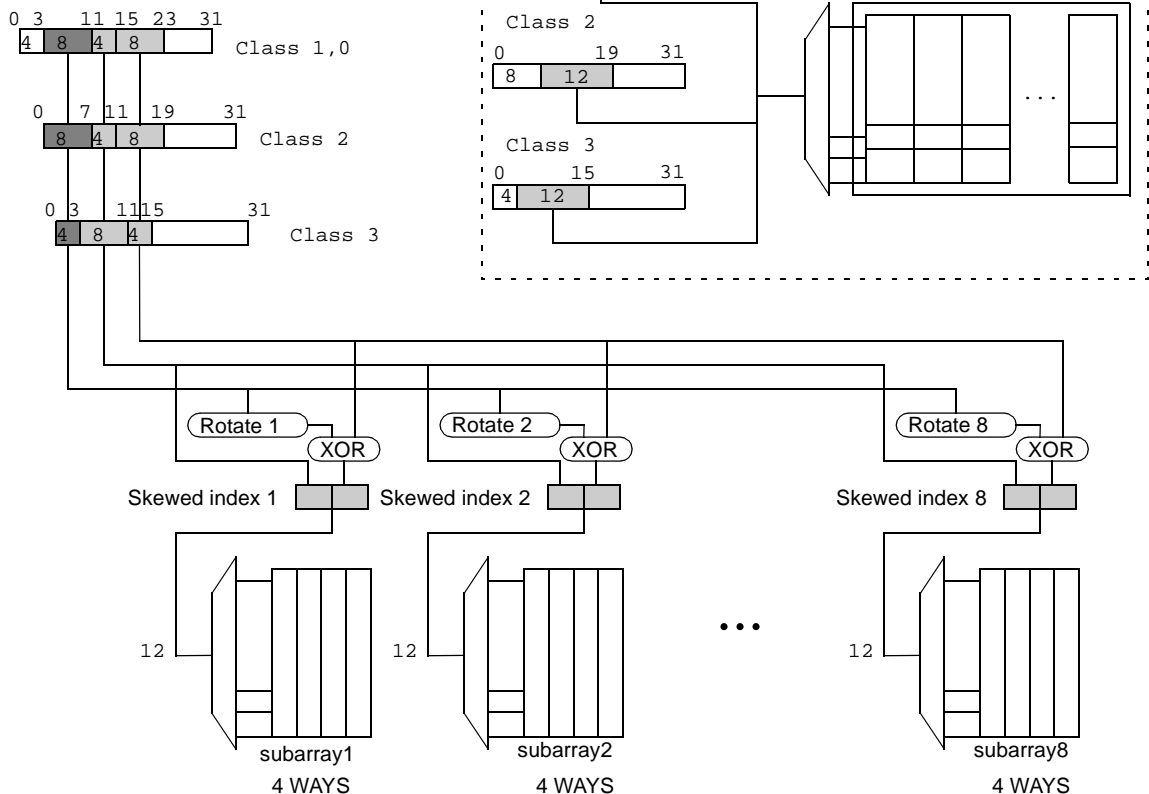 0 3 11 15 23 31
4 8 4 8
Class 1,0
0 7 11 19 31
8 4 8
Class 2
0 3 11 15 31
4 8 4
Class 3
Class 2
0 19 31
8 12
Class 3
0 15 31
4 12
...
Rotate 1
Rotate 2
Rotate 8
XOR
XOR
XOR
Skewed index 1
Skewed index 2
Skewed index 8
12
12
...
12
subarray1
subarray2
subarray8
4 WAYS
4 WAYS
4 WAYS